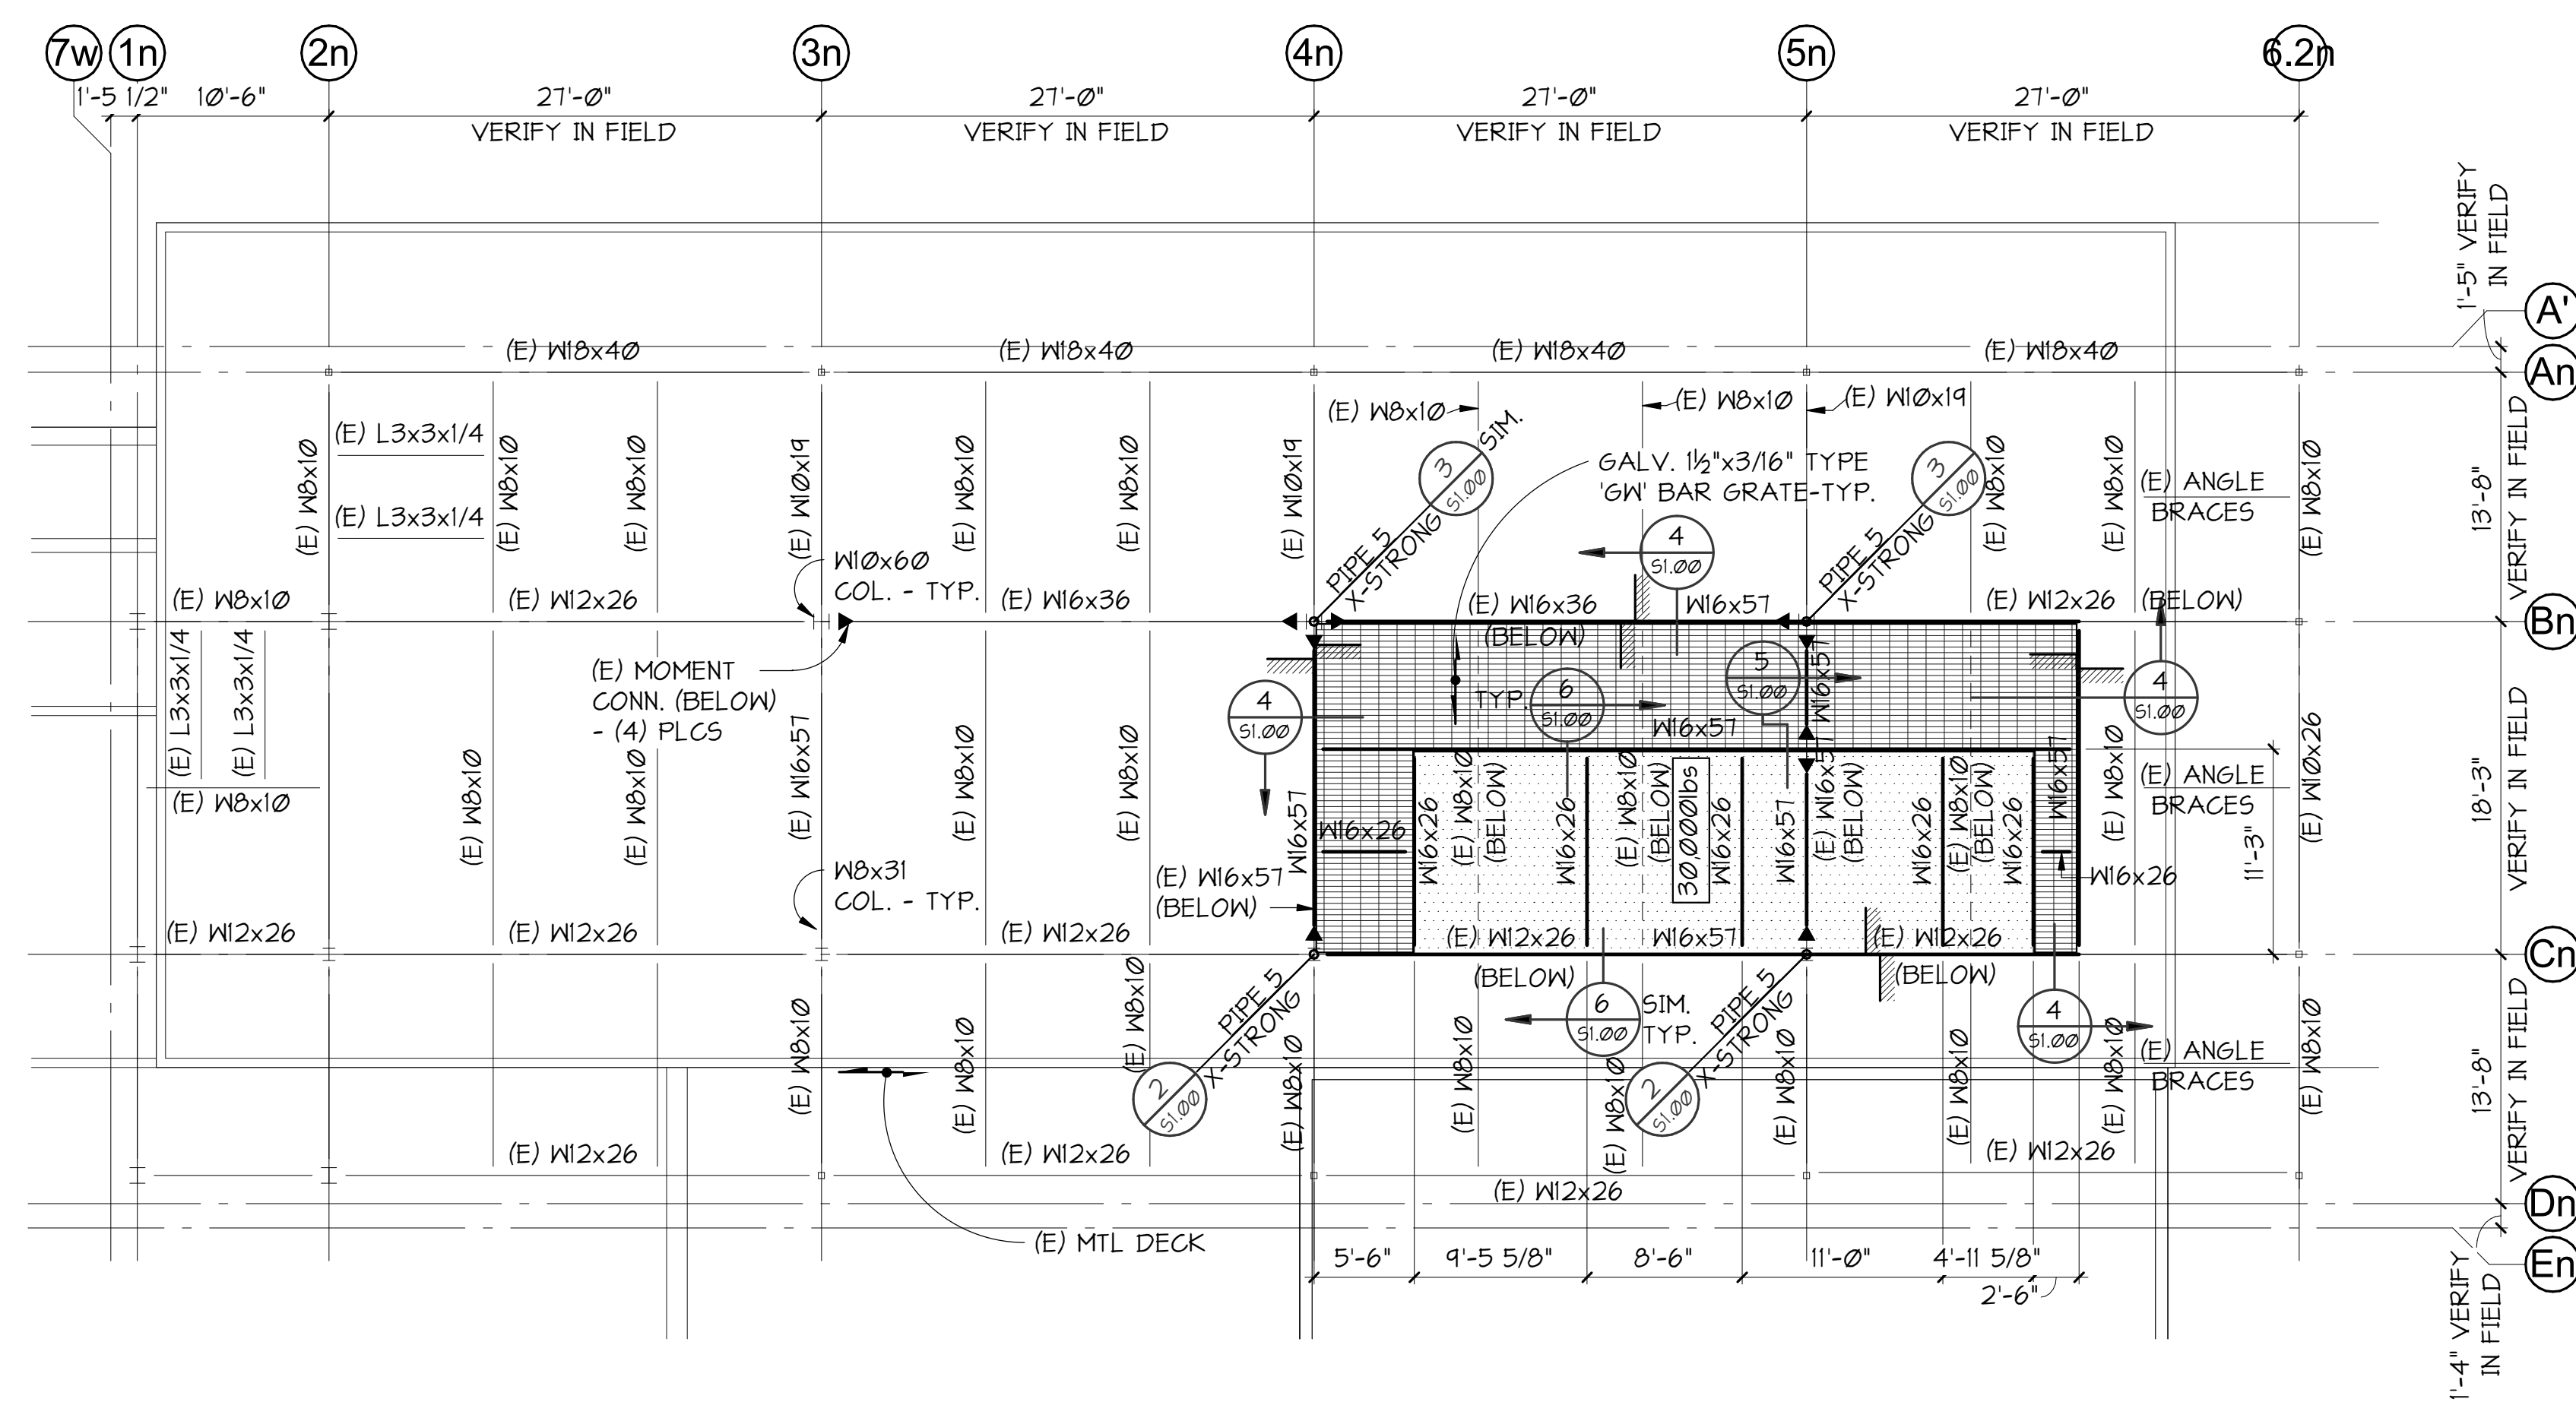 7w 1n 2n 3n 4n 5n 6.2n
1'-5 1/2" 10'-6" 27'-0" 27'-0" 27'-0" 27'-0"
VERIFY IN FIELD VERIFY IN FIELD VERIFY IN FIELD VERIFY IN FIELD
1'-5" VERIFY
IN FIELD
A'
(E) W18x40 (E) W18x40 (E) W18x40 (E) W18x40
An
(E) W8x10 (E) W8x10 (E) W10x19
SIM.
(E) L3x3x1/4
(E) L3x3x1/4
(E) W8x10
(E) W8x10
(E) W8x10
(E) W10x19
(E) W8x10
(E) W8x10
(E) W10x19
3
S1.00
GALV. 1½"x3/16" TYPE
'GW' BAR GRATE-TYP.
3
S1.00
(E) W8x10
(E) W8x10
(E) ANGLE
BRACES
(E) W8x10
13'-8"
VERIFY IN FIELD
PIPE 5
X-STRONG
PIPE 5
X-STRONG
4
S1.00
W10x60
COL. - TYP.
(E) W8x10 (E) W12x26 (E) W16x36 (E) W16x36 W16x57 (E) W12x26 (BELOW)
(BELOW)
Bn
(E) L3x3x1/4
(E) L3x3x1/4
(E) MOMENT
CONN. (BELOW)
- (4) PLCS
4
S1.00
TYP.
6
S1.00
5
S1.00
W16x57
W16x57
4
S1.00
(E) W8x10
(E) W8x10
(E) W8x10
(E) W16x57
(E) W8x10
(E) W8x10
W16x57
W16x26
W16x26
(E) W8x10
(BELOW)
W16x26
(E) W8x10
(BELOW)
30,000lbs
W16x26
W16x57
(E) W16x57
(BELOW)
W16x26
(E) W8x10
(BELOW)
W16x26
W16x57
(E) W8x10
(E) ANGLE
BRACES
(E) W10x26
11'-3"
18'-3"
VERIFY IN FIELD
W8x31
COL. - TYP.
(E) W16x57
(BELOW)
W16x26
(E) W12x26 (E) W12x26 (E) W12x26 (E) W12x26 W16x57 (E) W12x26
(BELOW) (BELOW)
Cn
(E) W8x10
(E) W8x10
(E) W8x10
PIPE 5
X-STRONG
2
S1.00
(E) W8x10
(E) W8x10
6
S1.00
SIM.
TYP.
(E) W8x10
PIPE 5
X-STRONG
2
S1.00
(E) W8x10
(E) W8x10
4
S1.00
(E) W8x10
(E) ANGLE
BRACES
(E) W8x10
13'-8"
VERIFY IN FIELD
(E) W12x26 (E) W12x26 (E) W12x26
(E) W12x26
Dn
(E) MTL DECK
5'-6" 9'-5 5/8" 8'-6" 11'-0" 4'-11 5/8"
2'-6"
En
1'-4" VERIFY
IN FIELD